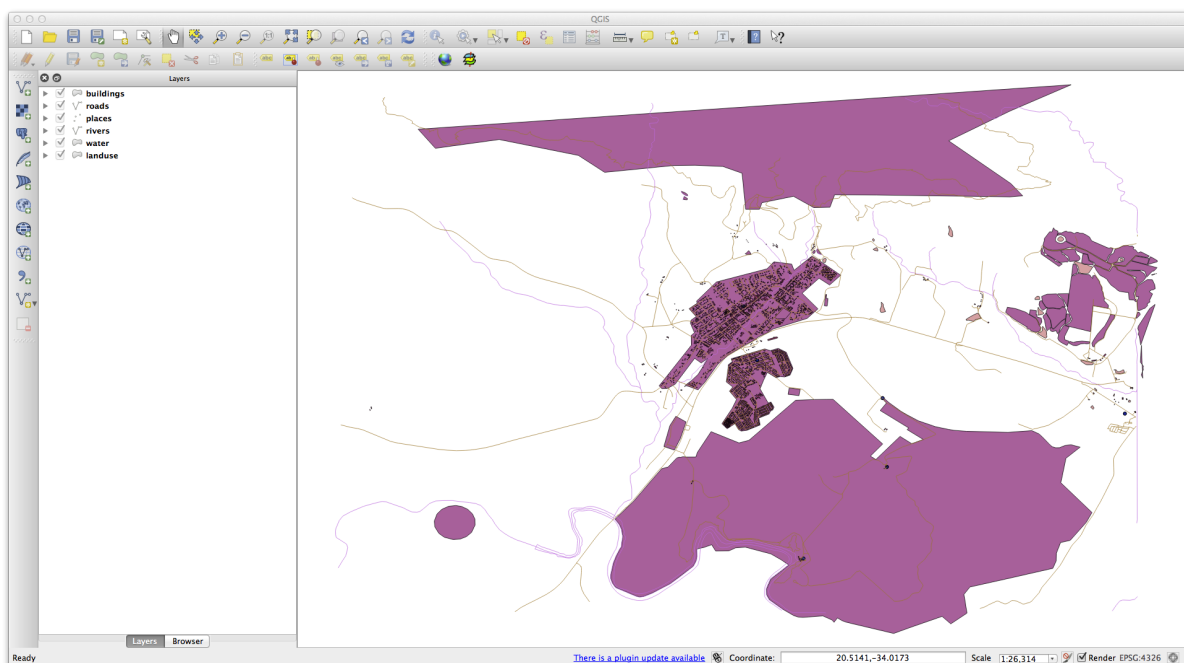 QGIS
Layers
buildings
roads
places
rivers
water
landuse
Layers Browser
Ready There is a plugin update available Coordinate: 20.5141,-34.0173 Scale 1:26,314 Render EPSG:4326